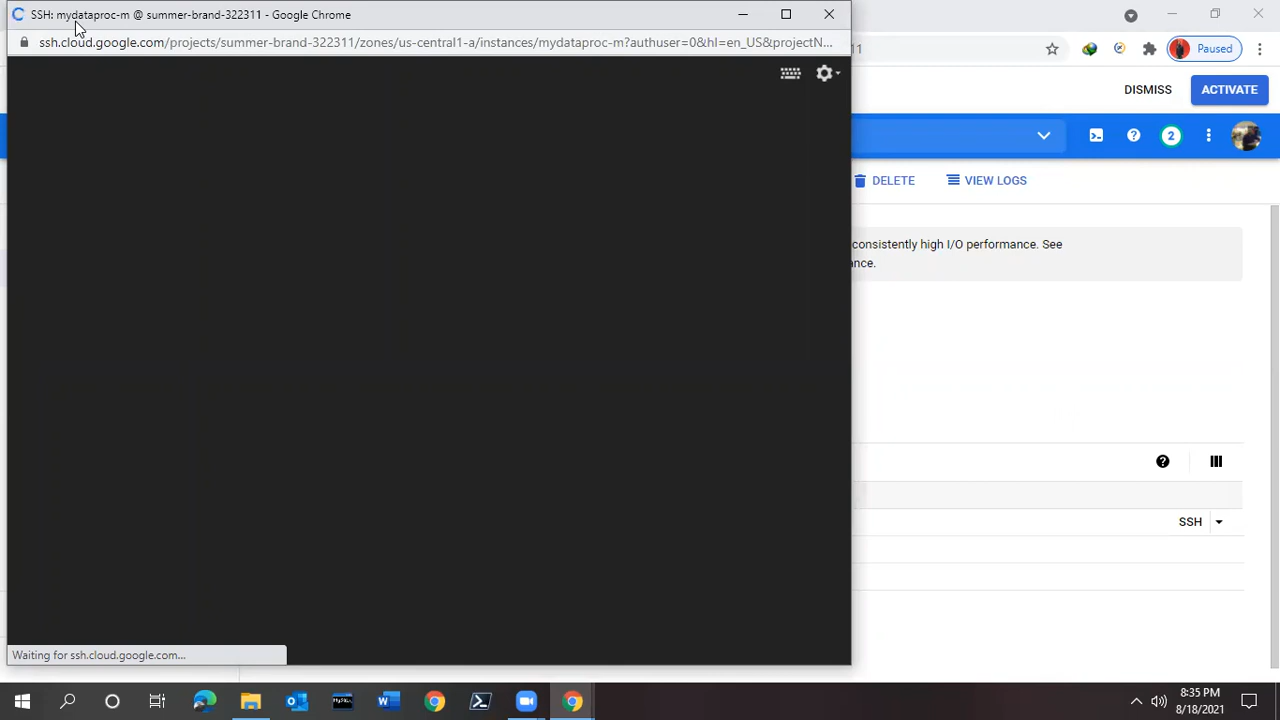 SSH: mydataproc-m @ summer-brand-322311 - Google Chrome
ssh.cloud.google.com/projects/summer-brand-322311/zones/us-central1-a/instances/mydataproc-m?authuser=0&hl=en_US&projectN...
11
Paused
DISMISS
ACTIVATE
2
DELETE
VIEW LOGS
consistently high I/O performance. See
ance.
SSH
Waiting for ssh.cloud.google.com...
8:35 PM
8/18/2021